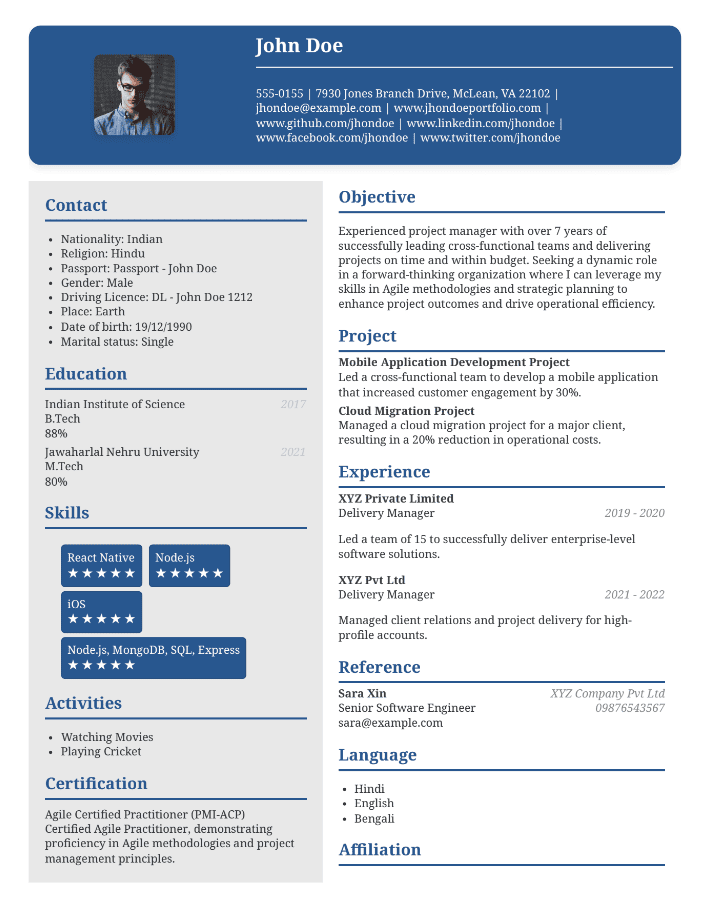 John Doe
555-0155 | 7930 Jones Branch Drive, McLean, VA 22102 |
jhondoe@example.com | www.jhondoeportfolio.com |
www.github.com/jhondoe | www.linkedin.com/jhondoe |
www.facebook.com/jhondoe | www.twitter.com/jhondoe
Contact
• Nationality: Indian
• Religion: Hindu
• Passport: Passport - John Doe
• Gender: Male
• Driving Licence: DL - John Doe 1212
• Place: Earth
• Date of birth: 19/12/1990
• Marital status: Single
Education
Indian Institute of Science 2017
B.Tech
88%
Jawaharlal Nehru University 2021
M.Tech
80%
Skills
React Native
★ ★ ★ ★ ★
Node.js
★ ★ ★ ★ ★
iOS
★ ★ ★ ★ ★
Node.js, MongoDB, SQL, Express
★ ★ ★ ★ ★
Activities
• Watching Movies
• Playing Cricket
Certification
Agile Certified Practitioner (PMI-ACP)
Certified Agile Practitioner, demonstrating
proficiency in Agile methodologies and project
management principles.
Objective
Experienced project manager with over 7 years of
successfully leading cross-functional teams and delivering
projects on time and within budget. Seeking a dynamic role
in a forward-thinking organization where I can leverage my
skills in Agile methodologies and strategic planning to
enhance project outcomes and drive operational efficiency.
Project
Mobile Application Development Project
Led a cross-functional team to develop a mobile application
that increased customer engagement by 30%.
Cloud Migration Project
Managed a cloud migration project for a major client,
resulting in a 20% reduction in operational costs.
Experience
XYZ Private Limited
Delivery Manager 2019 - 2020
Led a team of 15 to successfully deliver enterprise-level
software solutions.
XYZ Pvt Ltd
Delivery Manager 2021 - 2022
Managed client relations and project delivery for high-
profile accounts.
Reference
Sara Xin XYZ Company Pvt Ltd
Senior Software Engineer 09876543567
sara@example.com
Language
• Hindi
• English
• Bengali
Affiliation